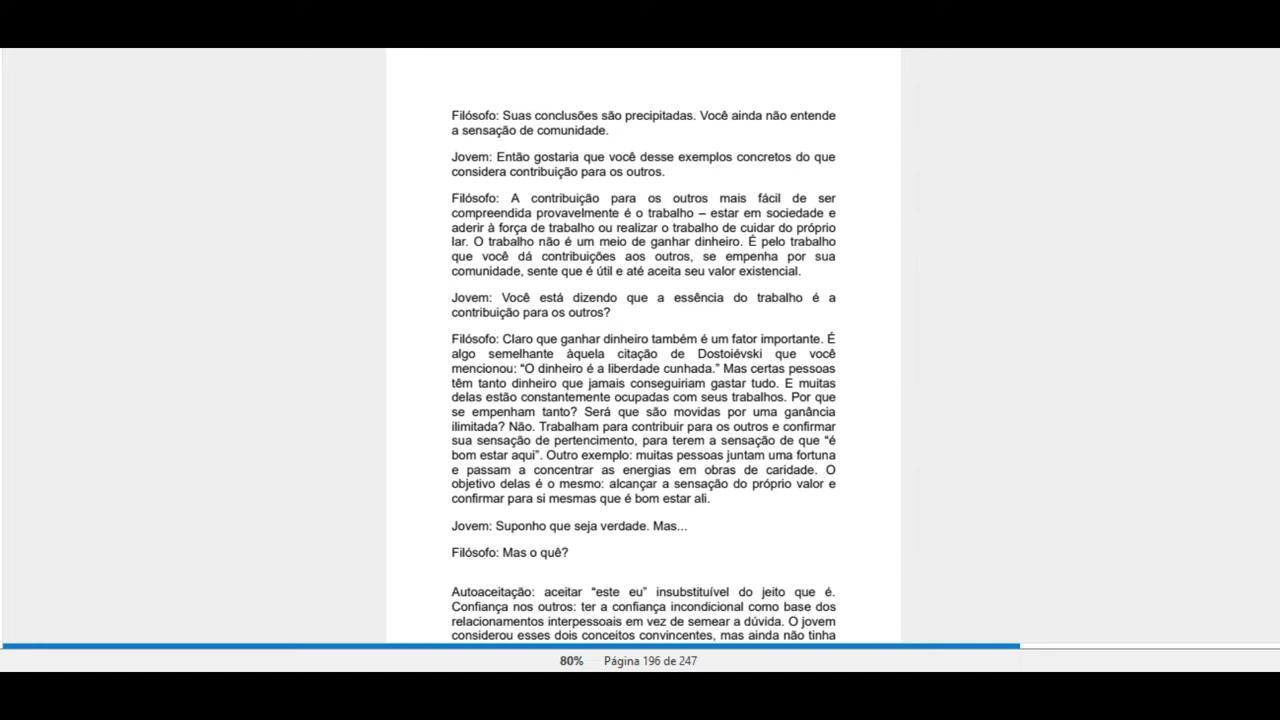 Filósofo: Suas conclusões são precipitadas. Você ainda não entende
a sensação de comunidade.
Jovem: Então gostaria que você desse exemplos concretos do que
considera contribuição para os outros.
Filósofo: A contribuição para os outros mais fácil de ser
compreendida provavelmente é o trabalho – estar em sociedade e
aderir à força de trabalho ou realizar o trabalho de cuidar do próprio
lar. O trabalho não é um meio de ganhar dinheiro. É pelo trabalho
que você dá contribuições aos outros, se empenha por sua
comunidade, sente que é útil e até aceita seu valor existencial.
Jovem: Você está dizendo que a essência do trabalho é a
contribuição para os outros?
Filósofo: Claro que ganhar dinheiro também é um fator importante. É
algo semelhante àquela citação de Dostoiévski que você
mencionou: “O dinheiro é a liberdade cunhada.” Mas certas pessoas
têm tanto dinheiro que jamais conseguiriam gastar tudo. E muitas
delas estão constantemente ocupadas com seus trabalhos. Por que
se empenham tanto? Será que são movidas por uma ganância
ilimitada? Não. Trabalham para contribuir para os outros e confirmar
sua sensação de pertencimento, para terem a sensação de que “é
bom estar aqui”. Outro exemplo: muitas pessoas juntam uma fortuna
e passam a concentrar as energias em obras de caridade. O
objetivo delas é o mesmo: alcançar a sensação do próprio valor e
confirmar para si mesmas que é bom estar ali.
Jovem: Suponho que seja verdade. Mas...
Filósofo: Mas o quê?
Autoaceitação: aceitar “este eu” insubstituível do jeito que é.
Confiança nos outros: ter a confiança incondicional como base dos
relacionamentos interpessoais em vez de semear a dúvida. O jovem
considerou esses dois conceitos convincentes, mas ainda não tinha
80% Página 196 de 247